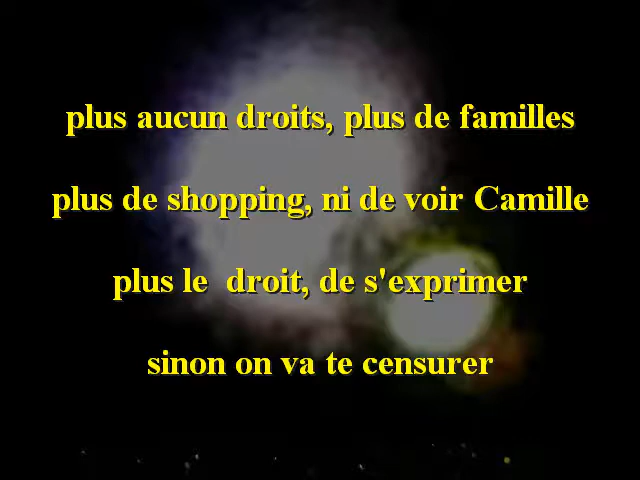 plus aucun droits, plus de familles
plus de shopping, ni de voir Camille
plus le  droit, de s'exprimer
sinon on va te censurer